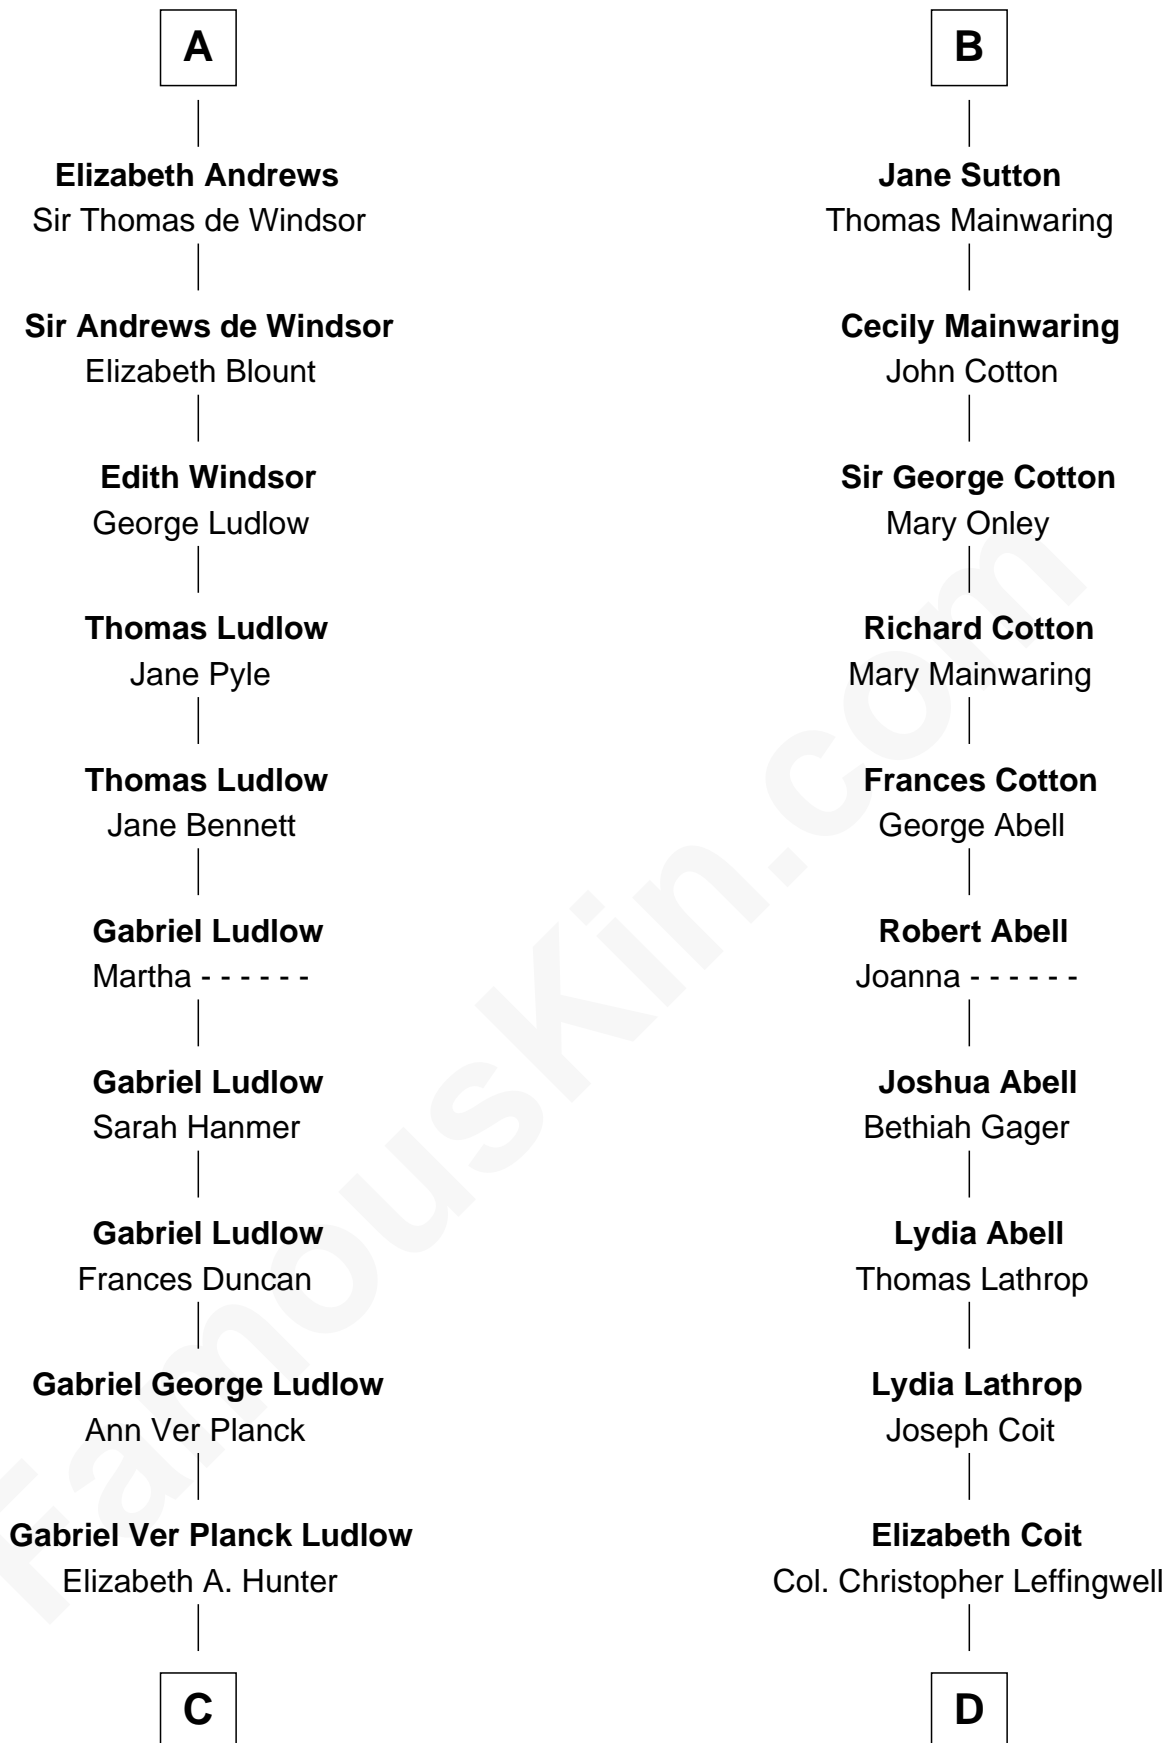 A
Elizabeth Andrews
Sir Thomas de Windsor
Sir Andrews de Windsor
Elizabeth Blount
Edith Windsor
George Ludlow
Thomas Ludlow
Jane Pyle
Thomas Ludlow
Jane Bennett
Gabriel Ludlow
Martha - - - - - -
Gabriel Ludlow
Sarah Hanmer
Gabriel Ludlow
Frances Duncan
Gabriel George Ludlow
Ann Ver Planck
Gabriel Ver Planck Ludlow
Elizabeth A. Hunter
C
B
Jane Sutton
Thomas Mainwaring
Cecily Mainwaring
John Cotton
Sir George Cotton
Mary Onley
Richard Cotton
Mary Mainwaring
Frances Cotton
George Abell
Robert Abell
Joanna - - - - - -
Joshua Abell
Bethiah Gager
Lydia Abell
Thomas Lathrop
Lydia Lathrop
Joseph Coit
Elizabeth Coit
Col. Christopher Leffingwell
D
FamousKin.com